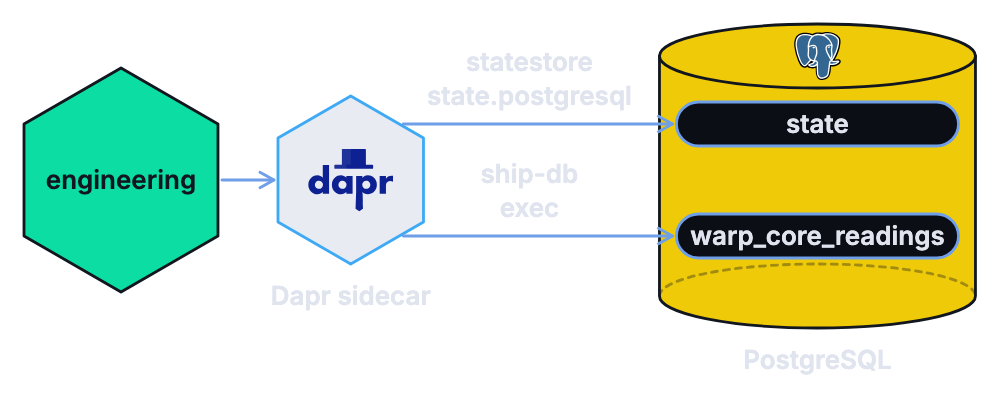 engineering
dapr
Dapr sidecar
statestore
state.postgresql
ship-db
exec
state
warp_core_readings
PostgreSQL